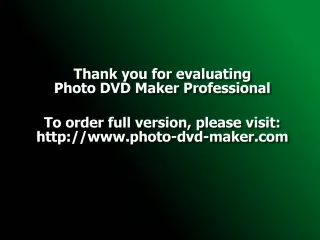 Thank you for evaluating
Photo DVD Maker Professional
To order full version, please visit:
http://www.photo-dvd-maker.com